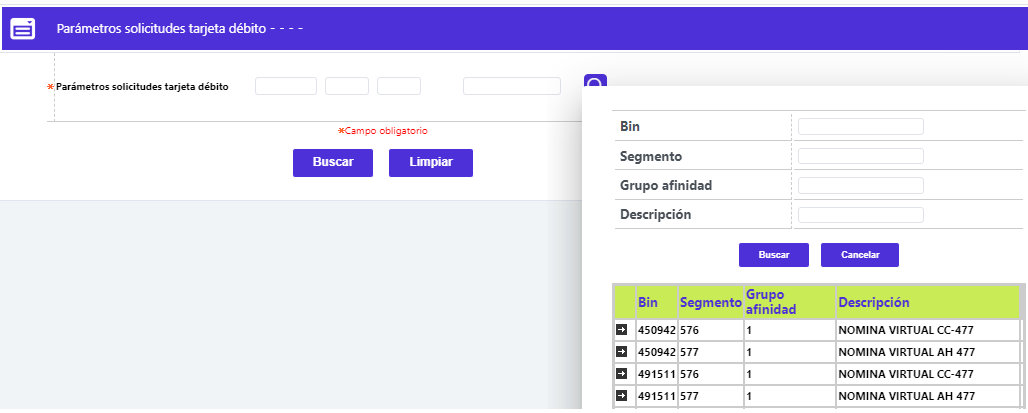 Parámetros solicitudes tarjeta débito - - - -
*Parámetros solicitudes tarjeta débito
*Campo obligatorio
Buscar Limpiar
Bin
Segmento
Grupo afinidad
Descripción
Buscar Cancelar
Bin Segmento Grupo afinidad Descripción
450942 576 1 NOMINA VIRTUAL CC-477
450942 577 1 NOMINA VIRTUAL AH 477
491511 576 1 NOMINA VIRTUAL CC-477
491511 577 1 NOMINA VIRTUAL AH 477